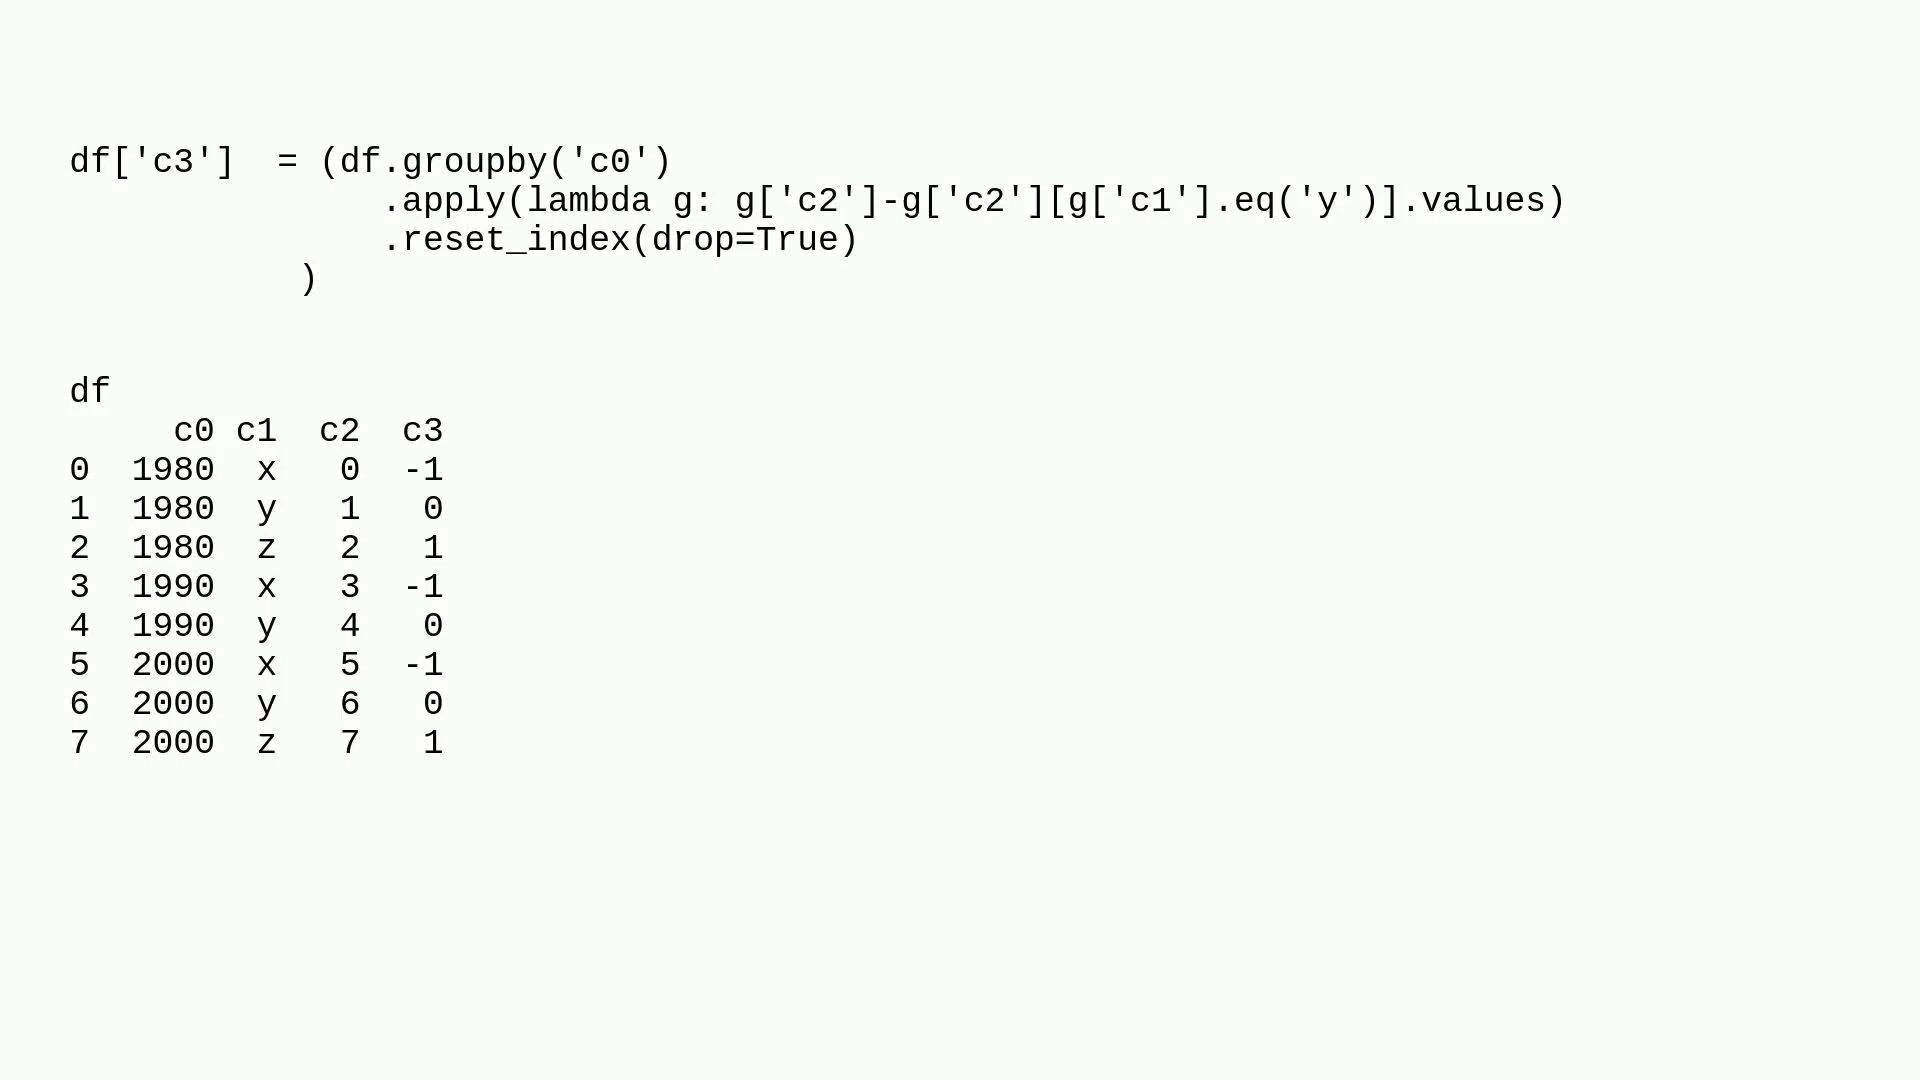 df['c3']  = (df.groupby('c0')
               .apply(lambda g: g['c2']-g['c2'][g['c1'].eq('y')].values)
               .reset_index(drop=True)
           )
df
     c0 c1  c2  c3
0  1980  x   0  -1
1  1980  y   1   0
2  1980  z   2   1
3  1990  x   3  -1
4  1990  y   4   0
5  2000  x   5  -1
6  2000  y   6   0
7  2000  z   7   1